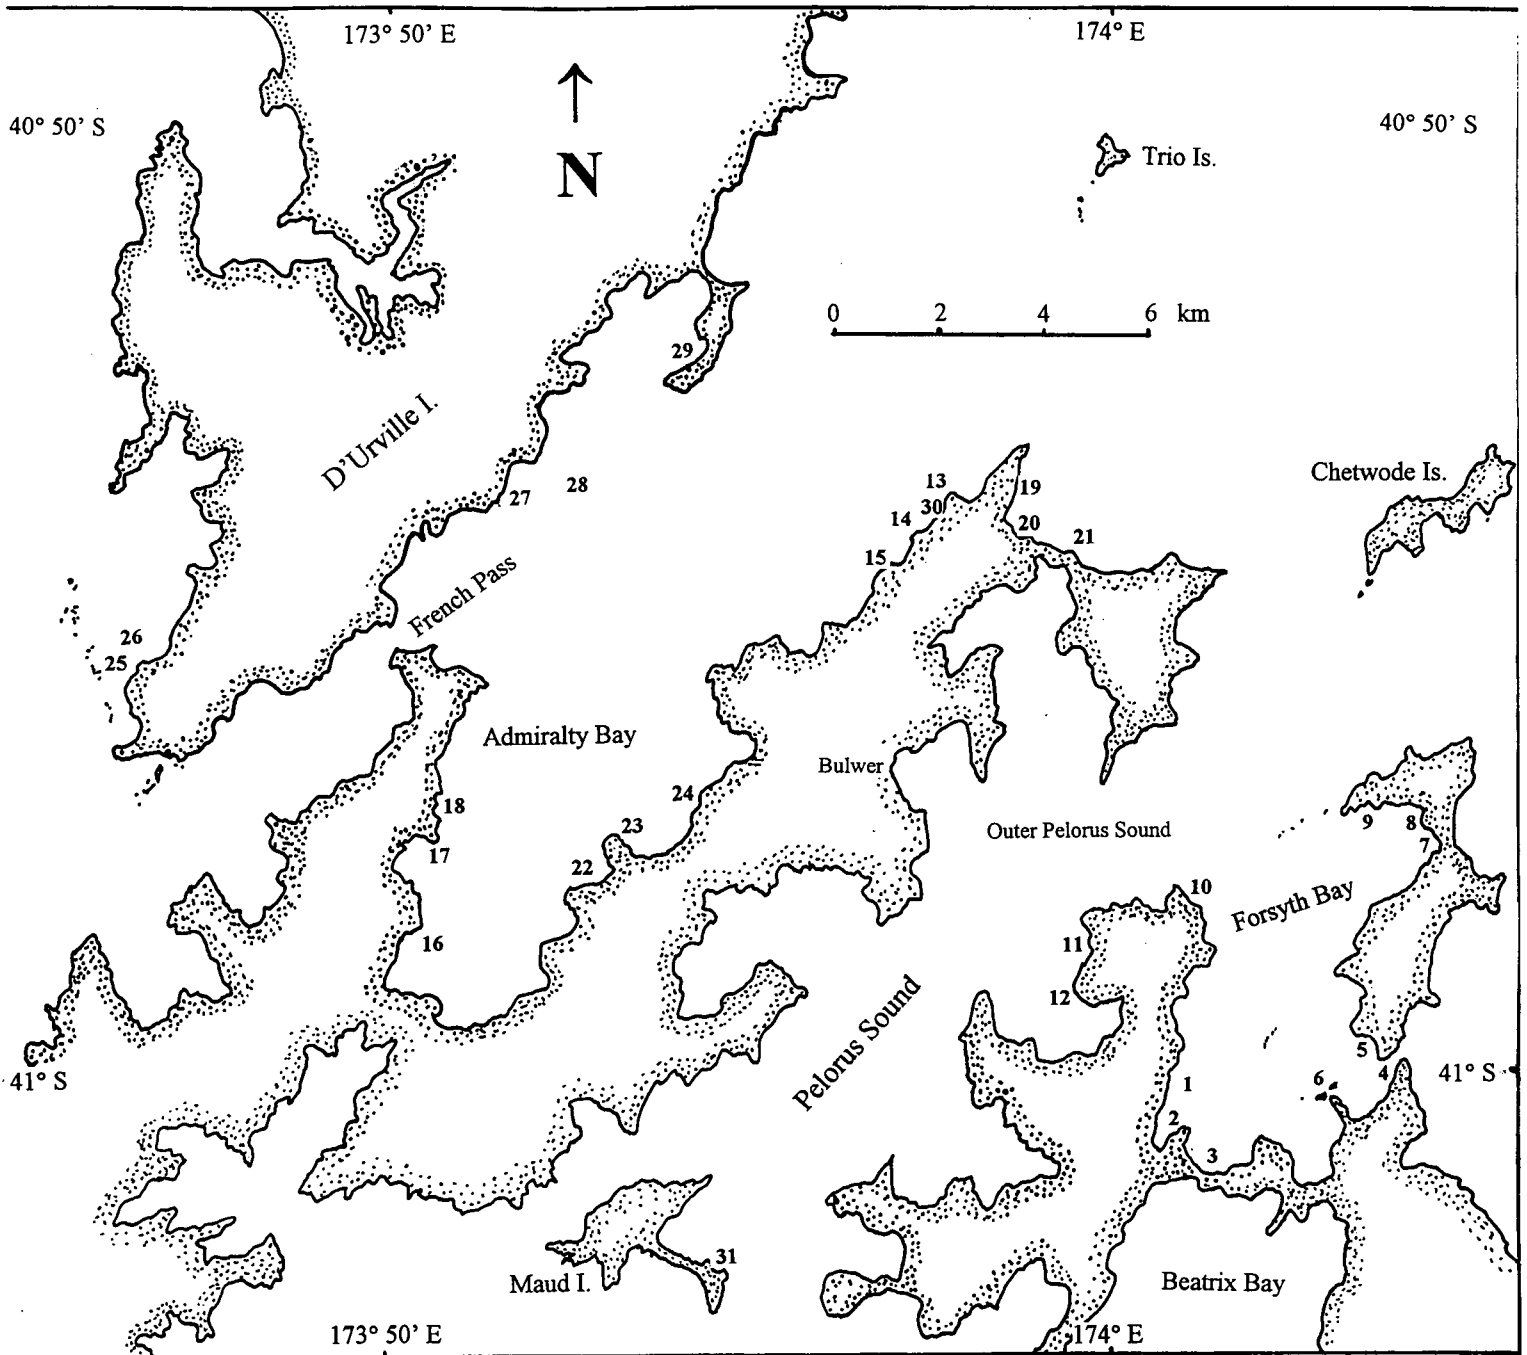 173° 50' E
174° E
40° 50' S
40° 50' S
N
Trio Is.
0 2 4 6 km
29
D'Urville I.
Chetwode Is.
27
28
13
30
14
15
19
20
21
French Pass
26
25
Admiralty Bay
Bulwer
18
17
24
23
22
Outer Pelorus Sound
9
8
7
10
11
12
Forsyth Bay
16
Pelorus Sound
41° S
41° S
5
4
6
1
2
3
31
Maud I.
Beatrix Bay
173° 50' E
174° E